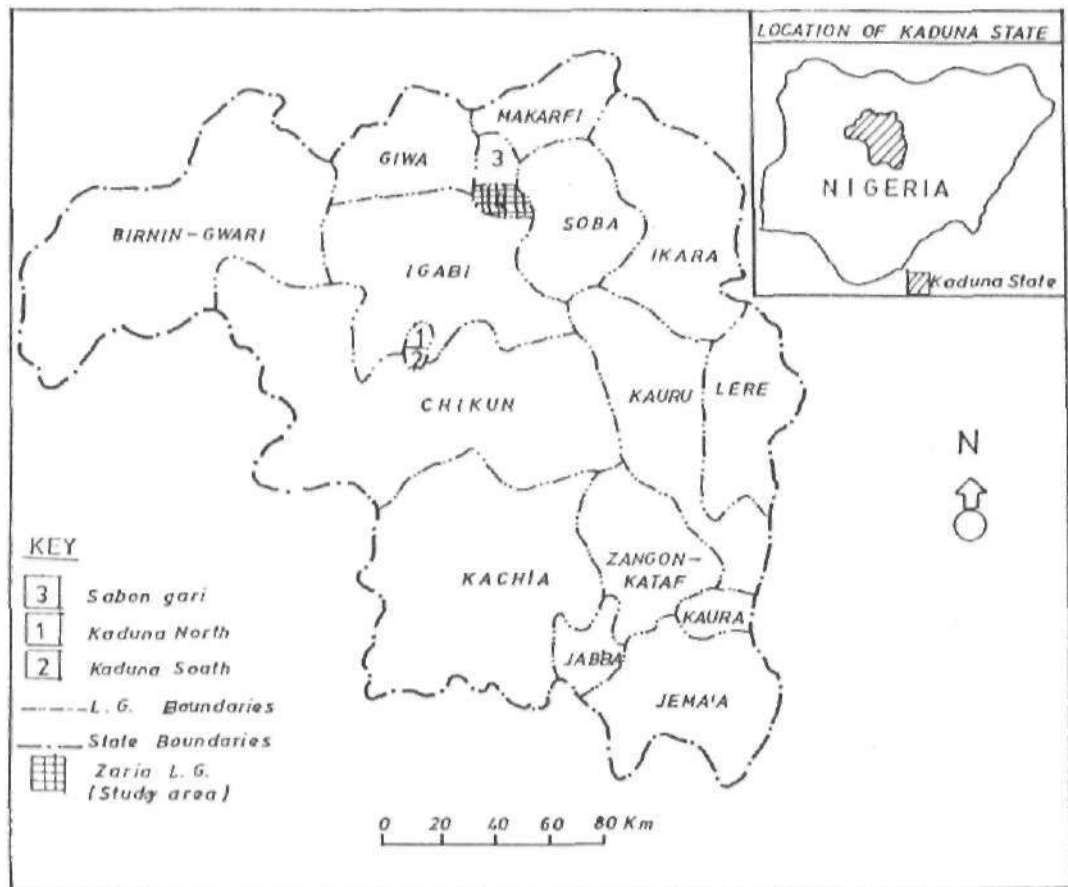 LOCATION OF KADUNA STATE
NIGERIA
Kaduna State
MAKARFI
GIWA
3
SOBA
BIRNIN-GWARI
IGABI
IKARA
1
2
CHIKUN
KAURU
LERE
N
KACHIA
ZANGON-
KATAF
KAURA
JABBA
JEMA'A
KEY
3 Sabon gari
1 Kaduna North
2 Kaduna South
L.G. Boundaries
State Boundaries
Zaria L.G.
(Study area)
0 20 40 60 80 Km